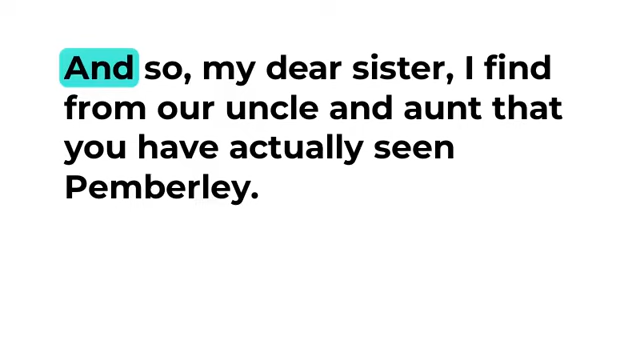 And so, my dear sister, I find
from our uncle and aunt that
you have actually seen
Pemberley.